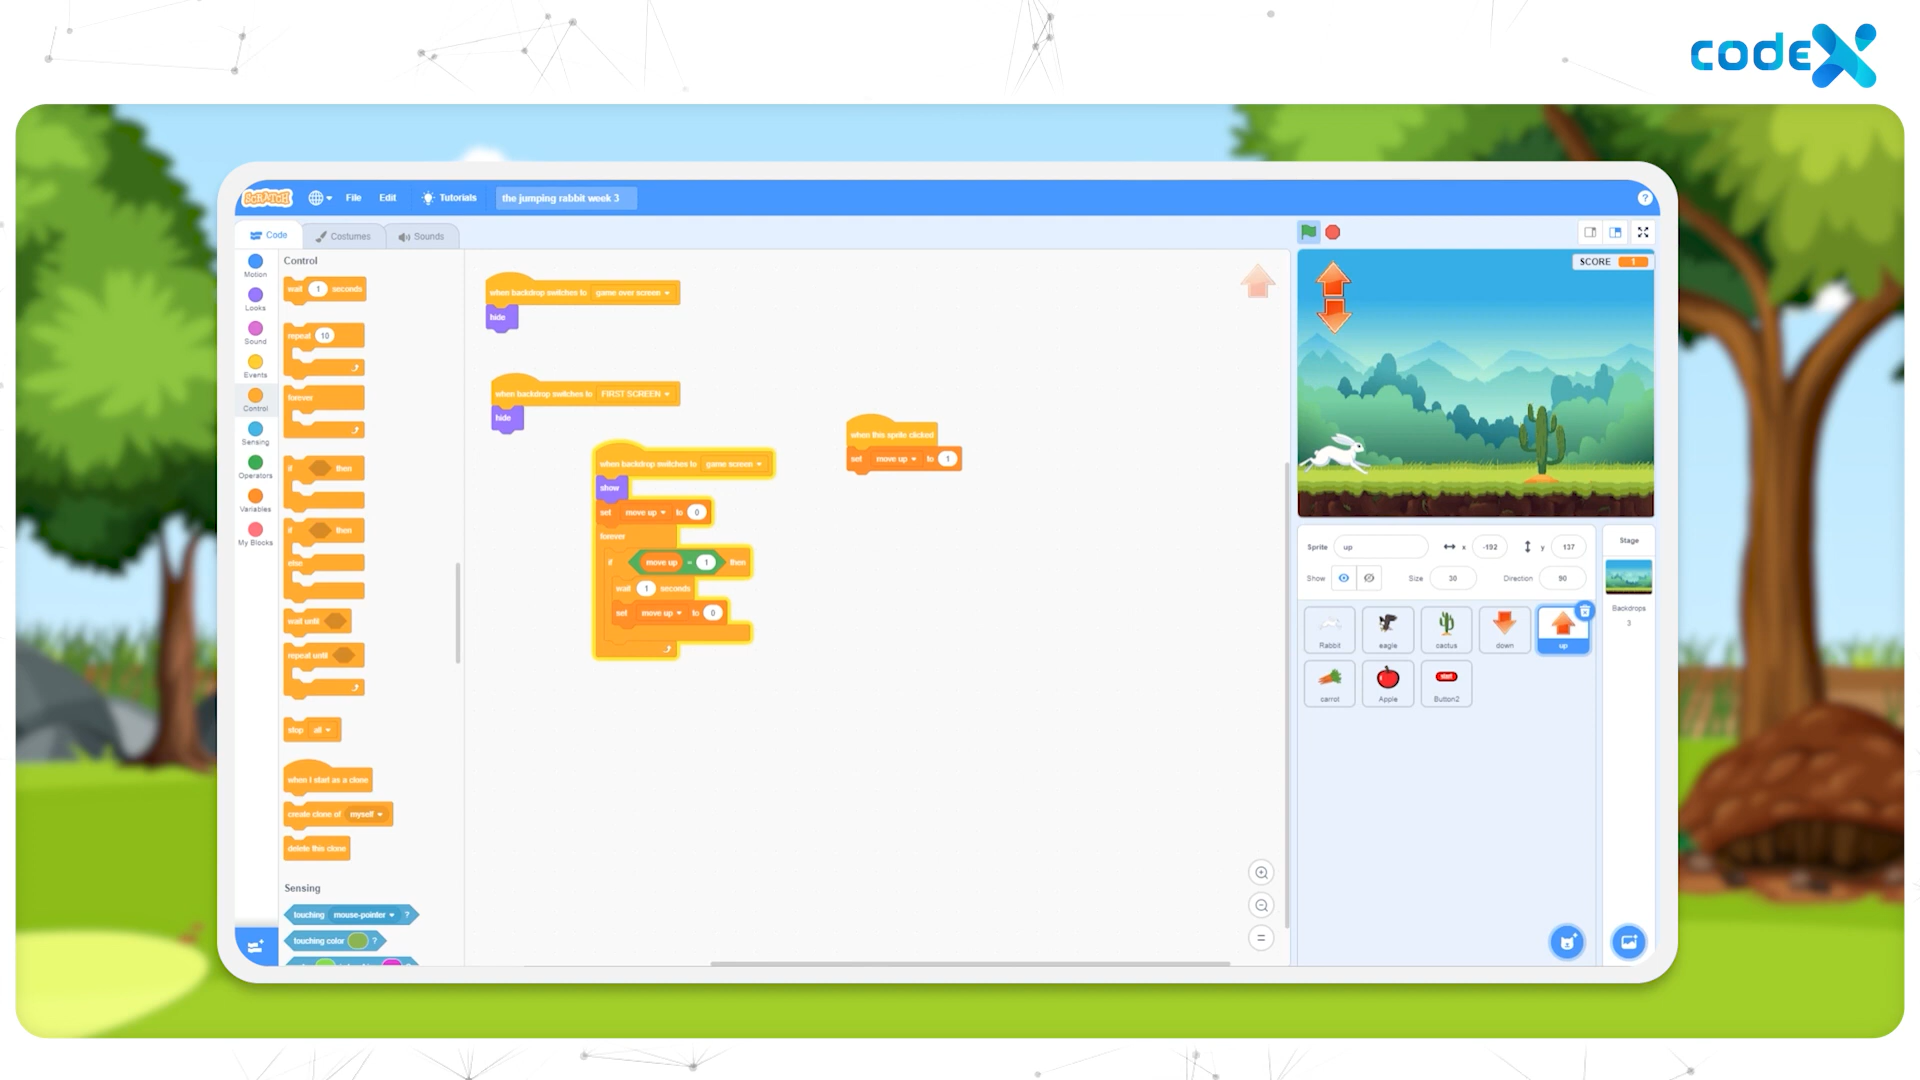 codeX
SCRATCH
File
Edit
Tutorials
the jumping rabbit week 3
?
Code
Costumes
Sounds
Motion
Looks
Sound
Events
Control
Sensing
Operators
Variables
My Blocks
Control
wait 1 seconds
repeat 10
forever
if then
if then
else
wait until
repeat until
stop all
when I start as a clone
create clone of myself
delete this clone
Sensing
touching mouse-pointer ?
touching color ?
when backdrop switches to game over screen
hide
when backdrop switches to FIRST SCREEN
hide
when backdrop switches to game screen
show
set move up to 0
forever
if move up = 1 then
wait 1 seconds
set move up to 0
when this sprite clicked
set move up to 1
SCORE 1
Sprite up x -192 y 137
Show Size 30 Direction 90
Rabbit
eagle
cactus
down
up
carrot
Apple
start
Button2
Stage
Backdrops
3